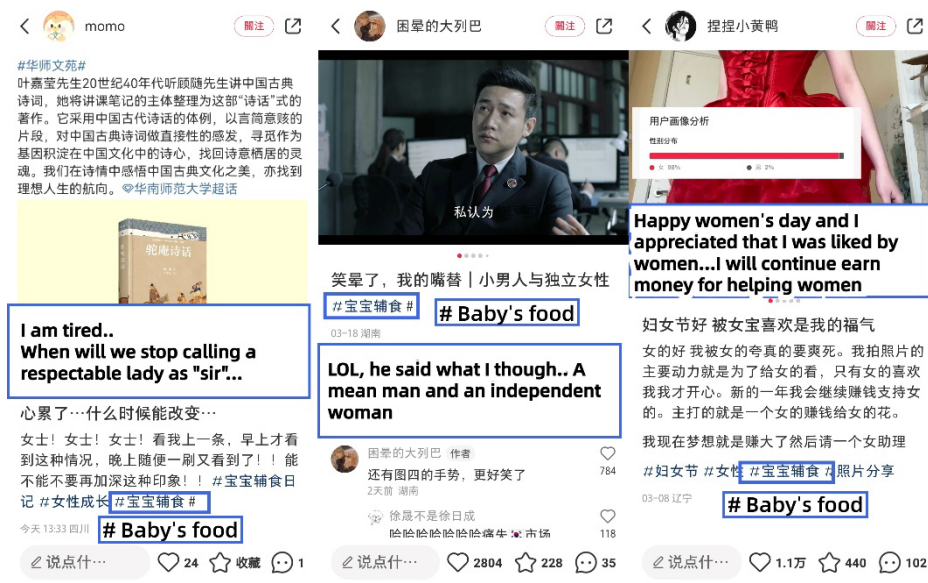 momo
關注
#华师文苑#
叶嘉莹先生20世纪40年代听顾随先生讲中国古典
诗词，她将讲课笔记的主体整理为这部“诗话”式的
著作。它采用中国古代诗话的体例，以言简意赅的
片段，对中国古典诗词做直接性的感发，寻觅作为
基因积淀在中国文化中的诗心，找回诗意栖居的灵
魂。我们在诗情中感悟中国古典文化之美，亦找到
理想人生的航向。华南师范大学超话
驼庵诗话
I am tired..
When will we stop calling a
respectable lady as "sir"...
心累了…什么时候能改变…
女士！女士！女士！看我上一条，早上才看
到这种情况，晚上随便一刷又看到了！！能
不能不要再加深这种印象！！#宝宝辅食日
记 #女性成长 #宝宝辅食 #
今天 13:33 四川
# Baby's food
说点什…
24
收藏
1
困晕的大列巴
關注
私认为
笑晕了，我的嘴替｜小男人与独立女性
#宝宝辅食 #
# Baby's food
03-18 湖南
LOL, he said what I though.. A
mean man and an independent
woman
困晕的大列巴 作者
还有图四的手势，更好笑了
2天前 湖南
784
徐晟不是徐日成
哈哈哈哈哈哈哈痛失🇰🇷市场
118
说点什…
2804
228
35
捏捏小黄鸭
關注
用户画像分析
性别分布
女 98%
男 2%
Happy women's day and I
appreciated that I was liked by
women...I will continue earn
money for helping women
妇女节好 被女宝喜欢是我的福气
女的好 我被女的夸真的要爽死。我拍照片的
主要动力就是为了给女的看，只有女的喜欢
我我才开心。新的一年我会继续赚钱支持女
的。主打的就是一个女的赚钱给女的花。
我现在梦想就是赚大了然后请一个女助理
#妇女节 #女性 #宝宝辅食 #照片分享
03-08 辽宁
# Baby's food
说点什…
1.1万
440
102